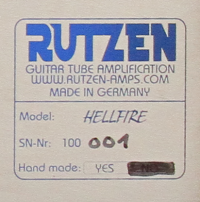 RUTZEN
GUITAR TUBE AMPLIFICATION
WWW.RUTZEN-AMPS.COM
MADE IN GERMANY
Model: HELLFIRE
SN-Nr: 100 001
Hand made: YES NO